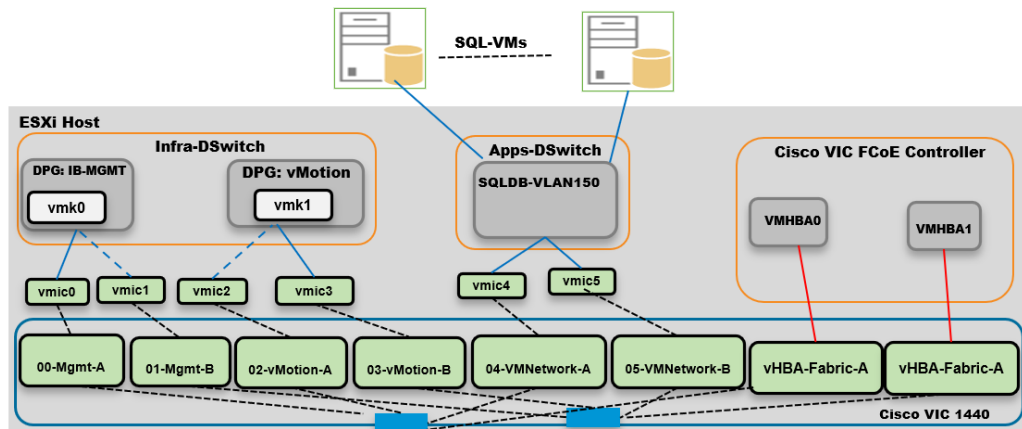 SQL-VMs
ESXi Host
Infra-DSwitch
Apps-DSwitch
Cisco VIC FCoE Controller
DPG: IB-MGMT
DPG: vMotion
SQLDB-VLAN150
vmk0
vmk1
VMHBA0
VMHBA1
vmic0
vmic1
vmic2
vmic3
vmic4
vmic5
00-Mgmt-A
01-Mgmt-B
02-vMotion-A
03-vMotion-B
04-VMNetwork-A
05-VMNetwork-B
vHBA-Fabric-A
vHBA-Fabric-A
Cisco VIC 1440